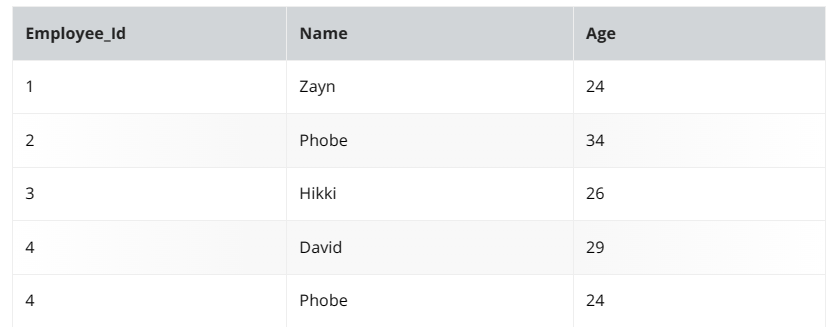 Employee_Id Name Age
1 Zayn 24
2 Phobe 34
3 Hikki 26
4 David 29
4 Phobe 24